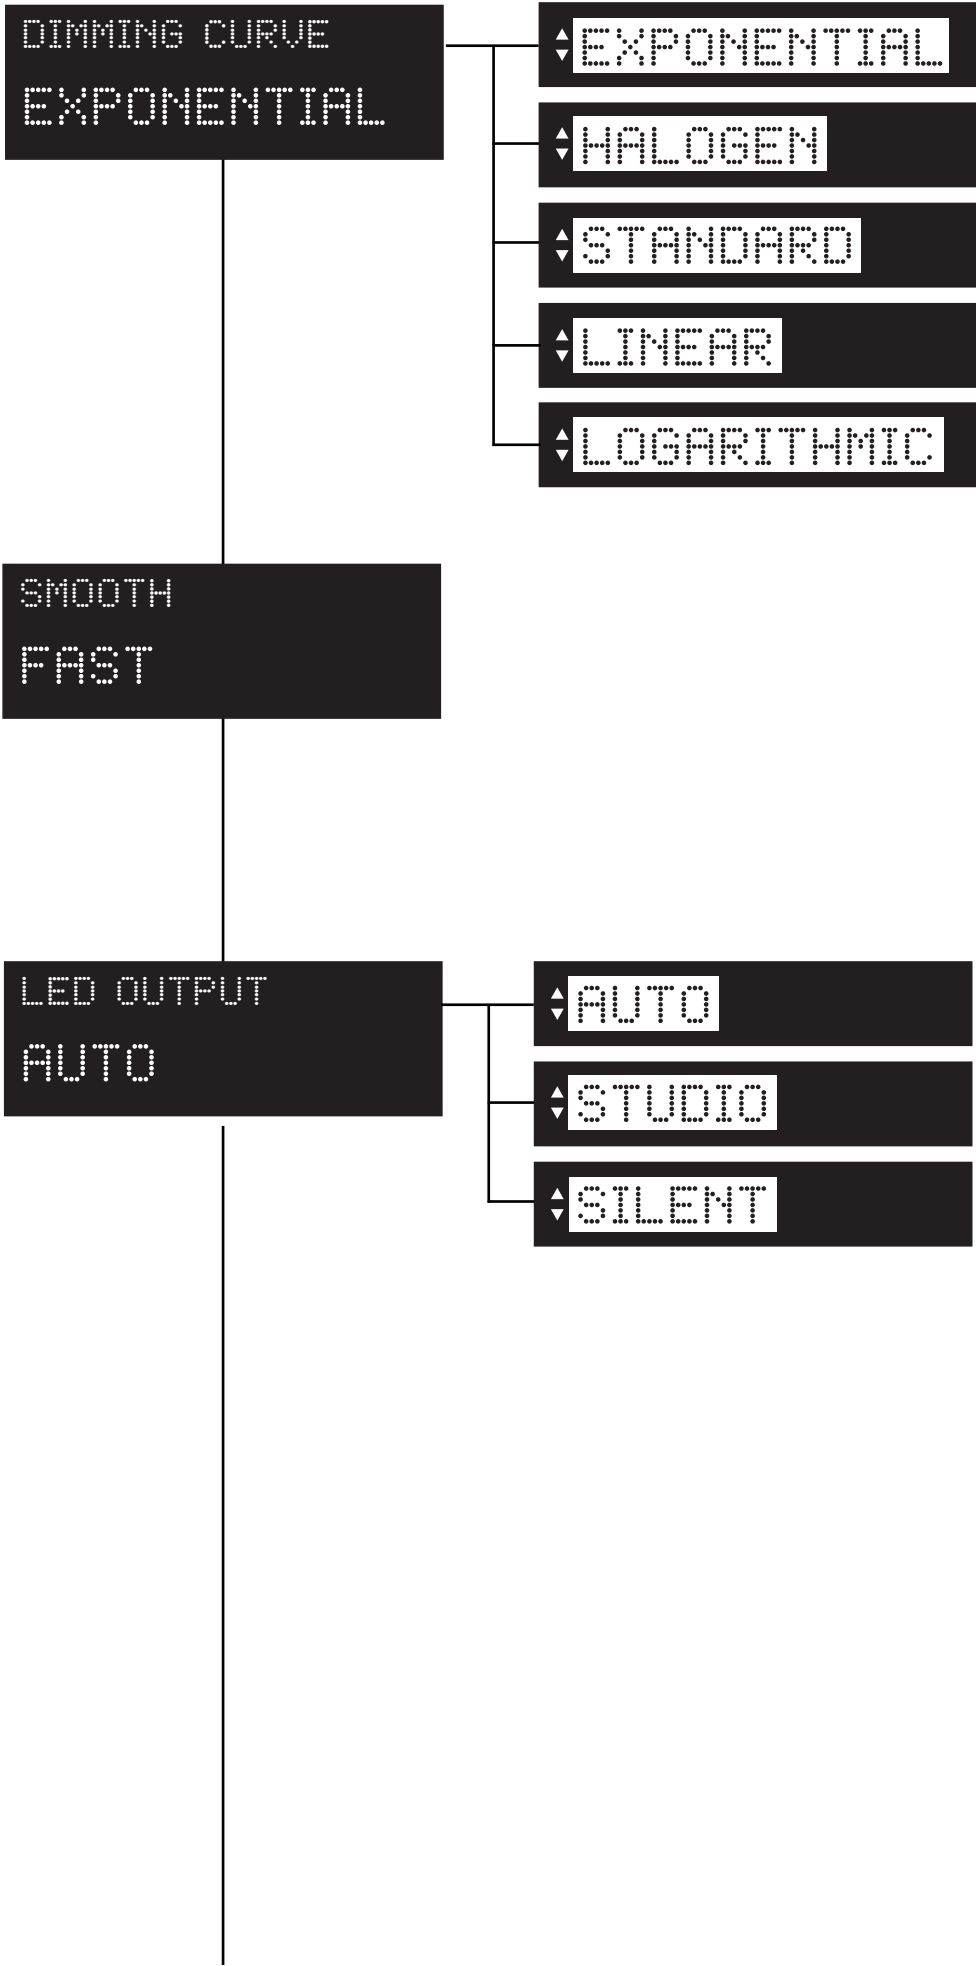 DIMMING CURVE
EXPONENTIAL
EXPONENTIAL
HALOGEN
STANDARD
LINEAR
LOGARITHMIC
SMOOTH
FAST
LED OUTPUT
AUTO
AUTO
STUDIO
SILENT